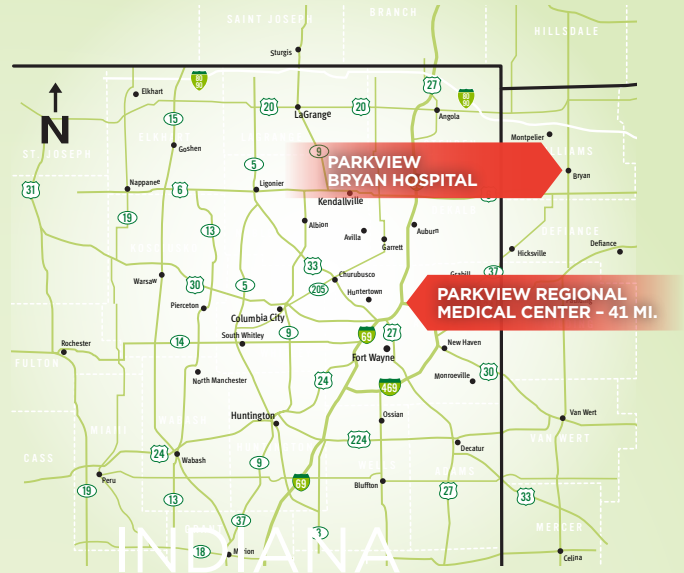 SAINT JOSEPH
BRANCH
HILLSDALE
Sturgis
80
90
27
80
90
Elkhart
20
LaGrange
20
Angola
N
15
Goshen
9
Montpelier
ST. JOSEPH
5
PARKVIEW
BRYAN HOSPITAL
Bryan
31
Nappanee
6
Ligonier
Kendallville
19
13
Albion
Avilla
Garrett
Auburn
DEFIANCE
Defiance
Hicksville
33
Warsaw
30
5
Churubusco
205
Huntertown
37
Pierceton
PARKVIEW REGIONAL
MEDICAL CENTER – 41 MI.
Columbia City
9
South Whitley
69
27
New Haven
Rochester
14
Fort Wayne
FULTON
North Manchester
24
469
Monroeville
30
Huntington
Ossian
Van Wert
MIAMI
WABASH
VAN WERT
CASS
24
Wabash
224
Decatur
9
ADAMS
Peru
19
69
Bluffton
27
33
13
37
MERCER
INDIANA
18
Marion
3
Celina